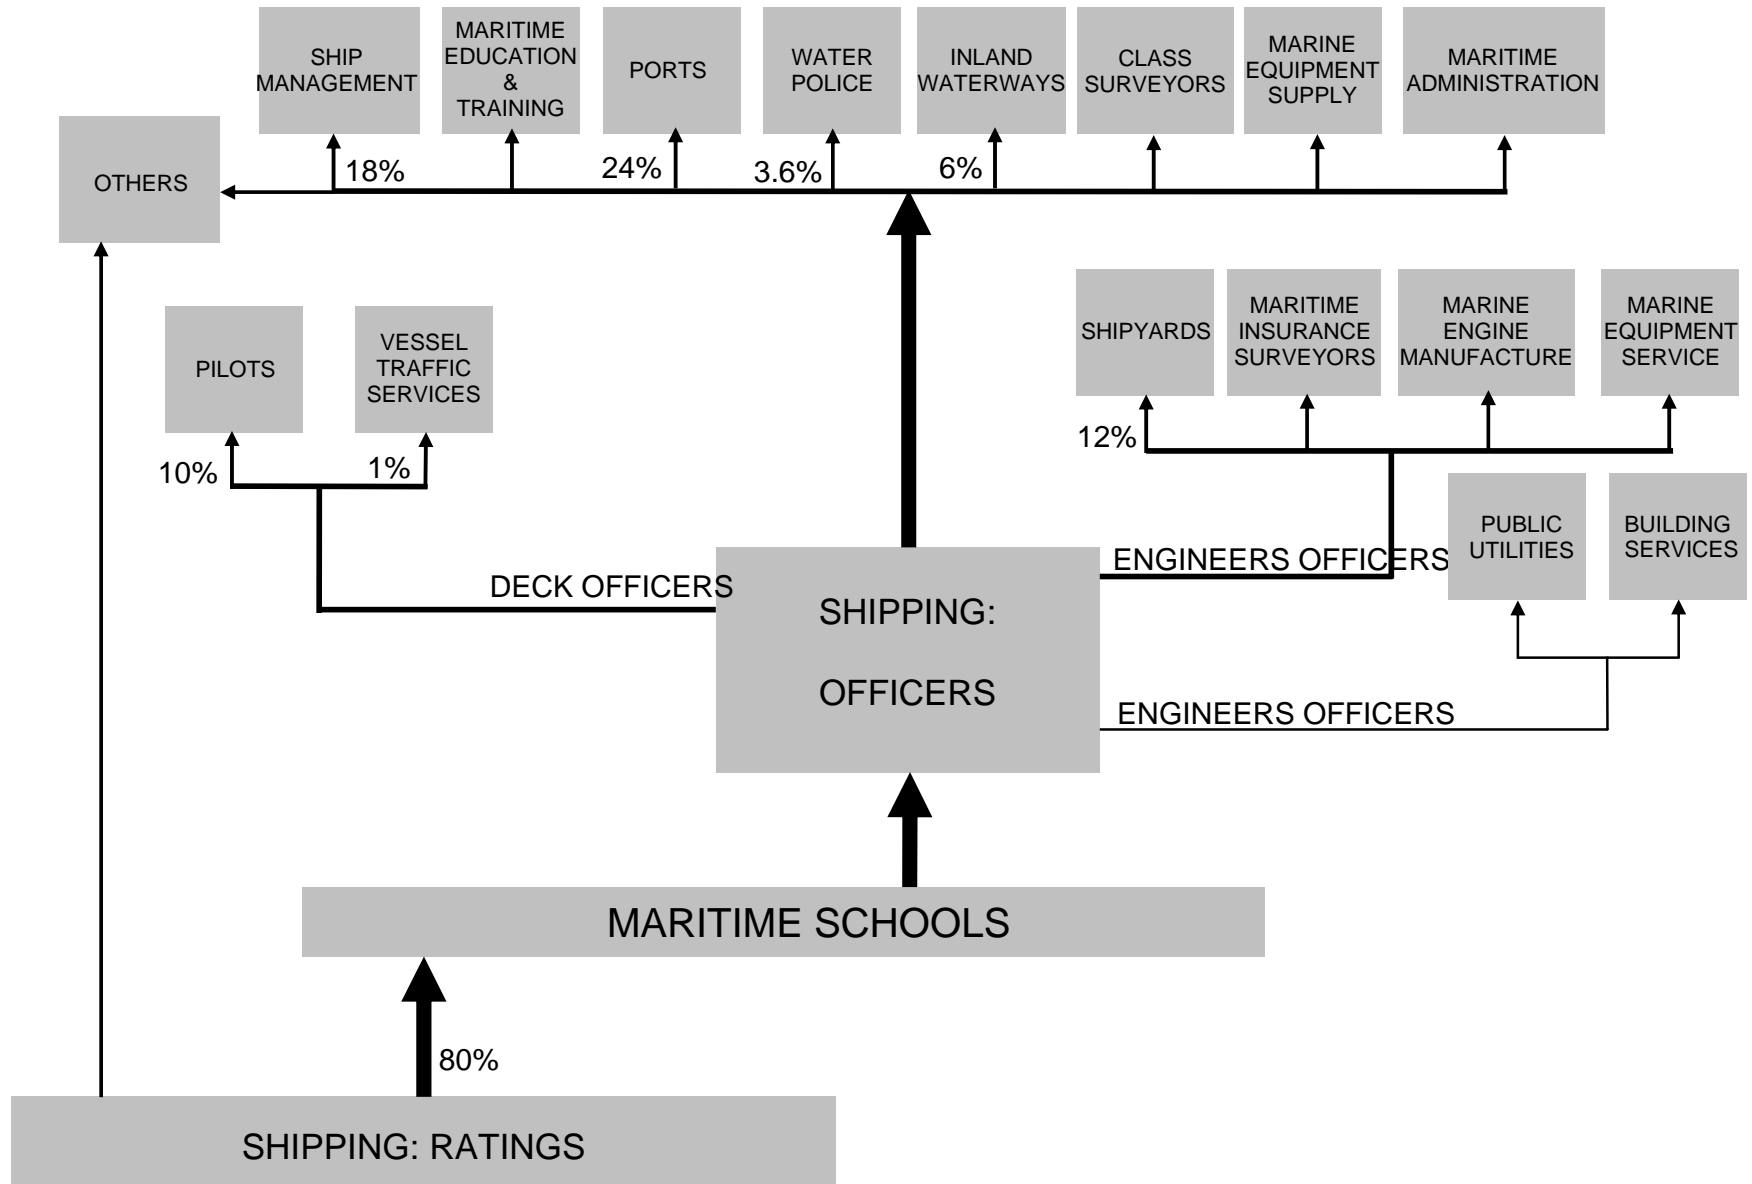 SHIP
MANAGEMENT
MARITIME
EDUCATION
&
TRAINING
PORTS
WATER
POLICE
INLAND
WATERWAYS
CLASS
SURVEYORS
MARINE
EQUIPMENT
SUPPLY
MARITIME
ADMINISTRATION
OTHERS
18%
24%
3.6%
6%
PILOTS
VESSEL
TRAFFIC
SERVICES
10%
1%
SHIPYARDS
MARITIME
INSURANCE
SURVEYORS
MARINE
ENGINE
MANUFACTURE
MARINE
EQUIPMENT
SERVICE
12%
PUBLIC
UTILITIES
BUILDING
SERVICES
DECK OFFICERS
ENGINEERS OFFICERS
SHIPPING:
OFFICERS
ENGINEERS OFFICERS
MARITIME SCHOOLS
80%
SHIPPING: RATINGS